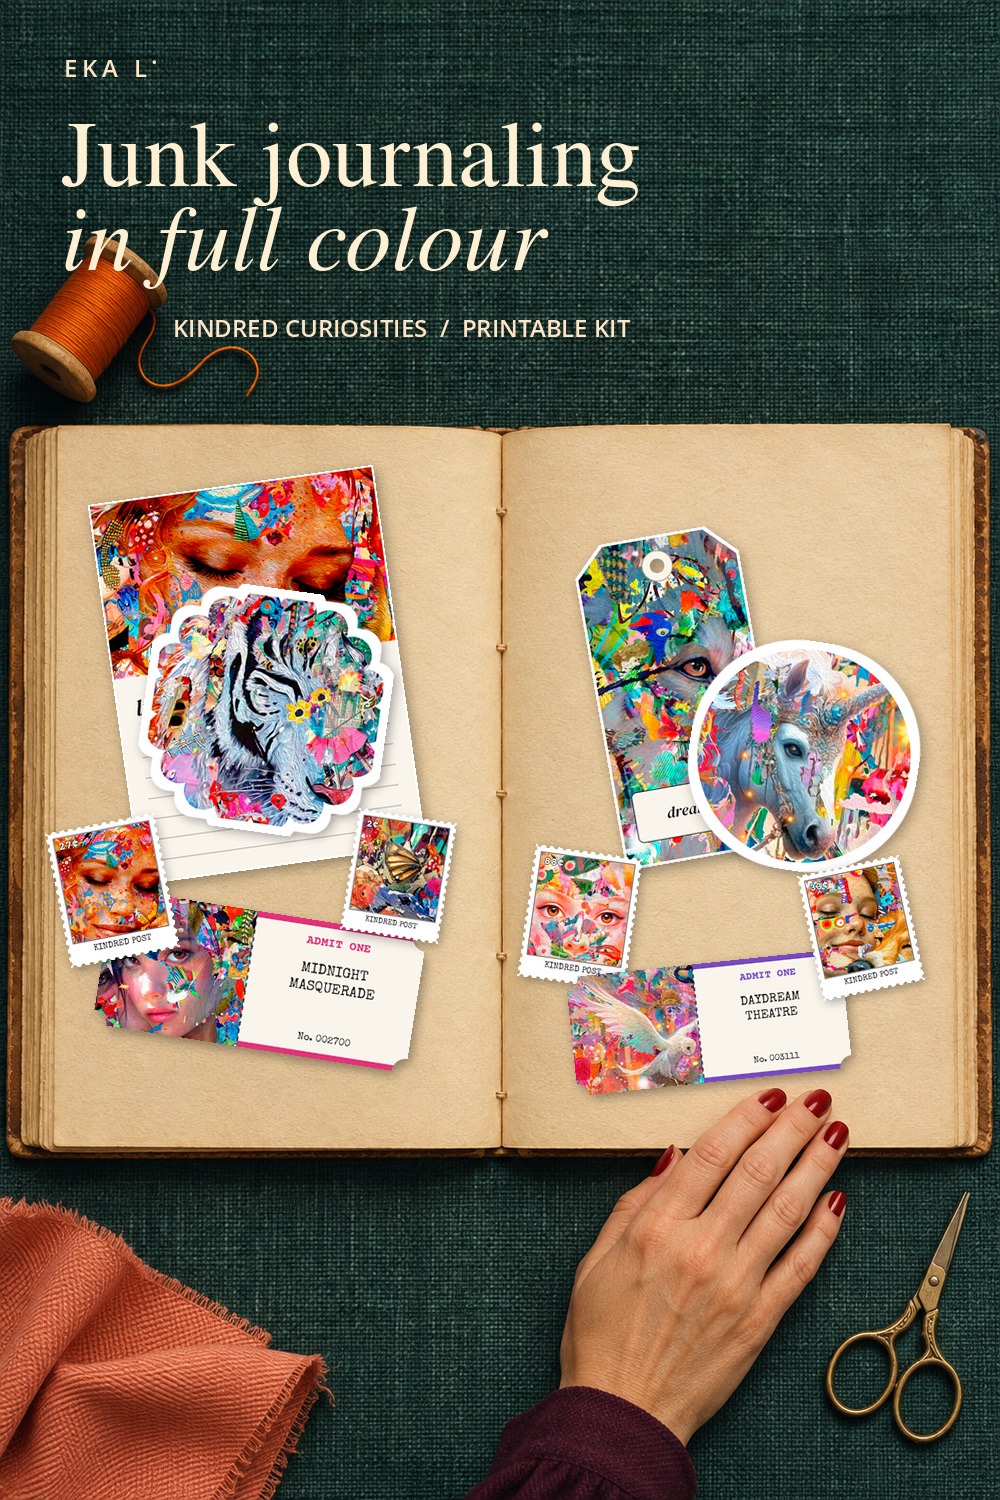 EKA L•
Junk journaling
in full colour
KINDRED CURIOSITIES / PRINTABLE KIT
27¢
KINDRED POST
2¢
KINDRED POST
ADMIT ONE
MIDNIGHT
MASQUERADE
No. 002700
88¢
KINDRED POST
KINDRED POST
ADMIT ONE
DAYDREAM
THEATRE
No. 003111